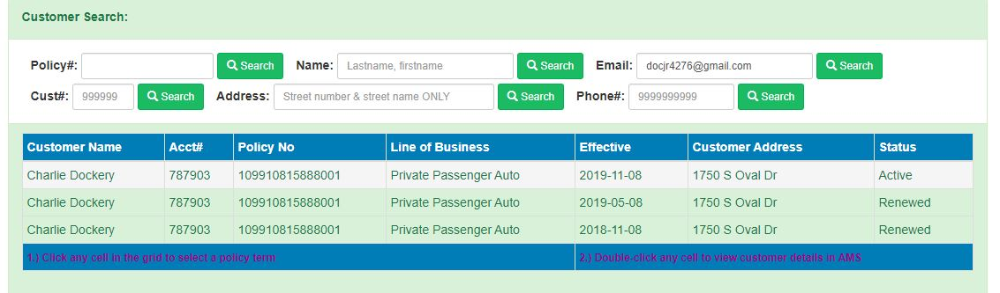 Customer Search:
Policy#: Search Name: Lastname, firstname Search Email: docjr4276@gmail.com Search
Cust#: 999999 Search Address: Street number & street name ONLY Search Phone#: 9999999999 Search
Customer Name Acct# Policy No Line of Business Effective Customer Address Status
Charlie Dockery 787903 109910815888001 Private Passenger Auto 2019-11-08 1750 S Oval Dr Active
Charlie Dockery 787903 109910815888001 Private Passenger Auto 2019-05-08 1750 S Oval Dr Renewed
Charlie Dockery 787903 109910815888001 Private Passenger Auto 2018-11-08 1750 S Oval Dr Renewed
1.) Click any cell in the grid to select a policy term 2.) Double-click any cell to view customer details in AMS